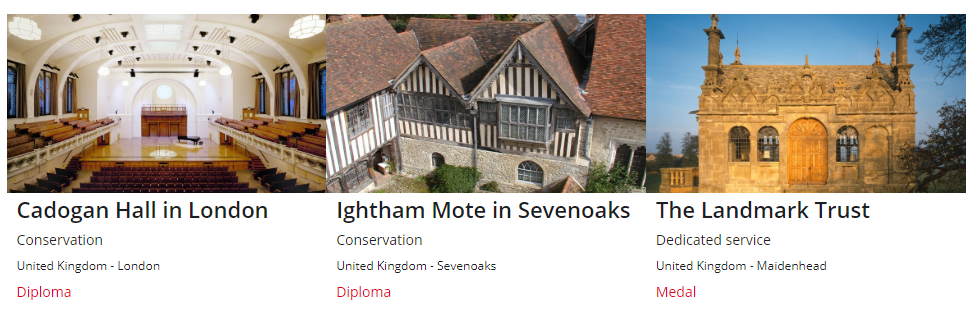 Cadogan Hall in London
Conservation
United Kingdom - London
Diploma
Ightham Mote in Sevenoaks
Conservation
United Kingdom - Sevenoaks
Diploma
The Landmark Trust
Dedicated service
United Kingdom - Maidenhead
Medal